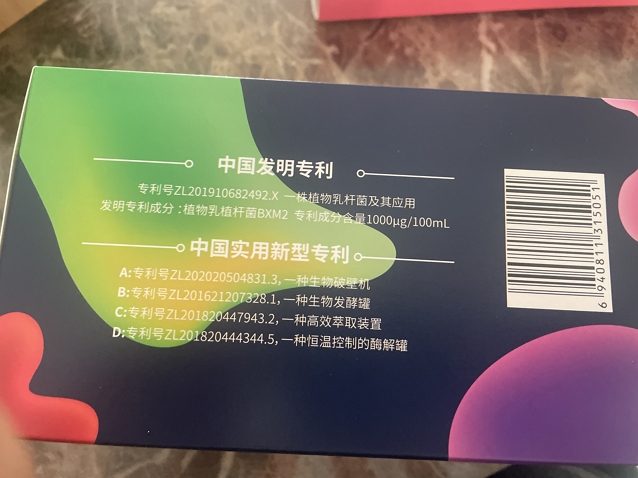 中国发明专利
专利号ZL201910682492.X 一株植物乳杆菌及其应用
发明专利成分:植物乳植杆菌BXM2 专利成分含量1000μg/100mL
中国实用新型专利
A:专利号ZL202020504831.3,一种生物破壁机
B:专利号ZL201621207328.1,一种生物发酵罐
C:专利号ZL201820447943.2,一种高效萃取装置
D:专利号ZL201820444344.5,一种恒温控制的酶解罐
6 940811 315051